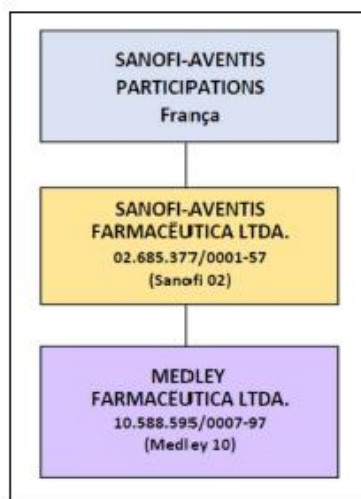 SANOFI-AVENTIS
PARTICIPATIONS
França
SANOFI-AVENTIS
FARMACÊUTICA LTDA.
02.685.377/0001-57
(Sanofi 02)
MEDLEY
FARMACÊUTICA LTDA.
10.588.595/0007-97
(Medley 10)